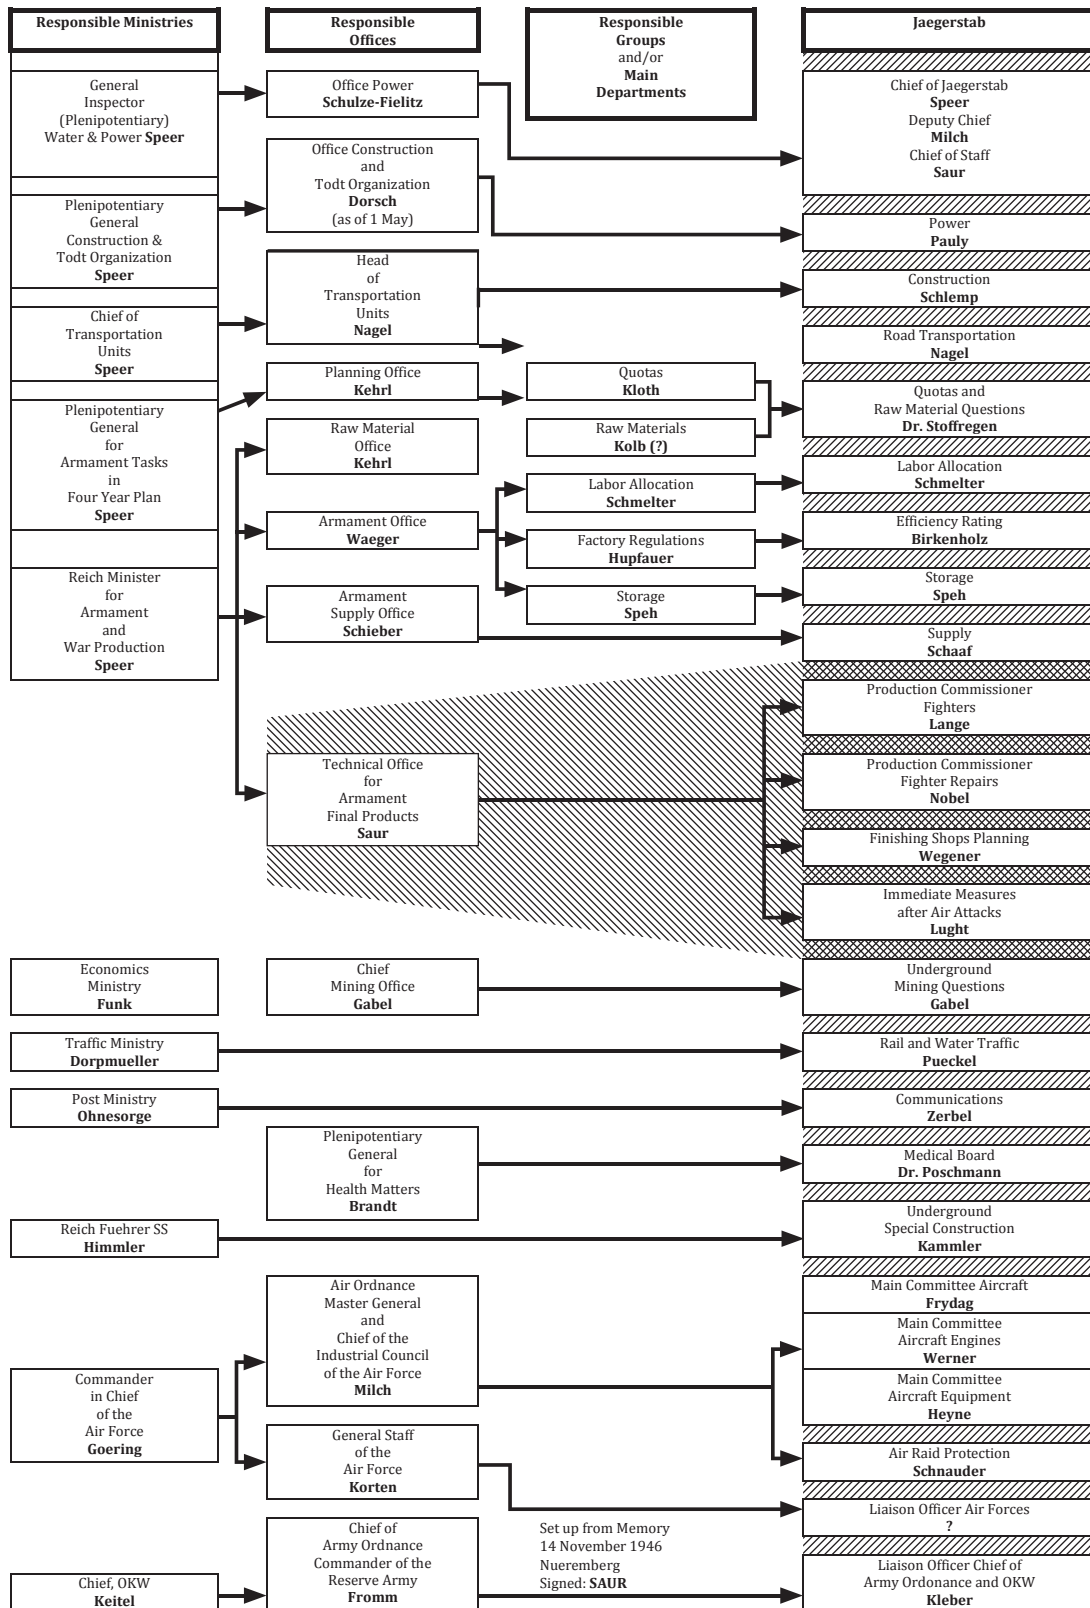 Responsible Ministries
General
Inspector
(Plenipotentiary)
Water & Power Speer
Plenipotentiary
General
Construction &
Todt Organization
Speer
Chief of
Transportation
Units
Speer
Plenipotentiary
General
for
Armament Tasks
in
Four Year Plan
Speer
Reich Minister
for
Armament
and
War Production
Speer
Economics
Ministry
Funk
Traffic Ministry
Dorpmueller
Post Ministry
Ohnesorge
Reich Fuehrer SS
Himmler
Commander
in Chief
of the
Air Force
Goering
Chief, OKW
Keitel
Responsible
Offices
Office Power
Schulze-Fielitz
Office Construction
and
Todt Organization
Dorsch
(as of 1 May)
Head
of
Transportation
Units
Nagel
Planning Office
Kehrl
Raw Material
Office
Kehrl
Armament Office
Waeger
Armament
Supply Office
Schieber
Technical Office
for
Armament
Final Products
Saur
Chief
Mining Office
Gabel
Plenipotentiary
General
for
Health Matters
Brandt
Air Ordnance
Master General
and
Chief of the
Industrial Council
of the Air Force
Milch
General Staff
of the
Air Force
Korten
Chief of
Army Ordnance
Commander of the
Reserve Army
Fromm
Responsible
Groups
and/or
Main
Departments
Quotas
Kloth
Raw Materials
Kolb (?)
Labor Allocation
Schmelter
Factory Regulations
Hupfauer
Storage
Speh
Set up from Memory
14 November 1946
Nueremberg
Signed: SAUR
Jaegerstab
Chief of Jaegerstab
Speer
Deputy Chief
Milch
Chief of Staff
Saur
Power
Pauly
Construction
Schlemp
Road Transportation
Nagel
Quotas and
Raw Material Questions
Dr. Stoffregen
Labor Allocation
Schmelter
Efficiency Rating
Birkenholz
Storage
Speh
Supply
Schaaf
Production Commissioner
Fighters
Lange
Production Commissioner
Fighter Repairs
Nobel
Finishing Shops Planning
Wegener
Immediate Measures
after Air Attacks
Lught
Underground
Mining Questions
Gabel
Rail and Water Traffic
Pueckel
Communications
Zerbel
Medical Board
Dr. Poschmann
Underground
Special Construction
Kammler
Main Committee Aircraft
Frydag
Main Committee
Aircraft Engines
Werner
Main Committee
Aircraft Equipment
Heyne
Air Raid Protection
Schnauder
Liaison Officer Air Forces
?
Liaison Officer Chief of
Army Ordonance and OKW
Kleber